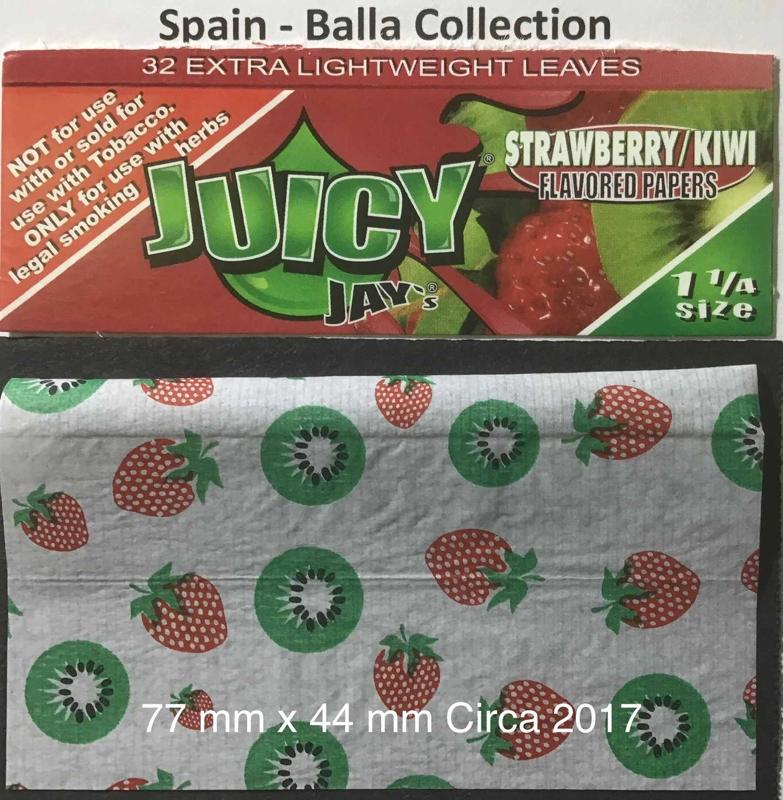 Spain - Balla Collection
32 EXTRA LIGHTWEIGHT LEAVES
NOT for use
with or sold for
use with Tobacco.
ONLY for use with
legal smoking herbs
JUICY®
JAY's®
STRAWBERRY/KIWI
FLAVORED PAPERS
1 1/4
size
77 mm x 44 mm Circa 2017